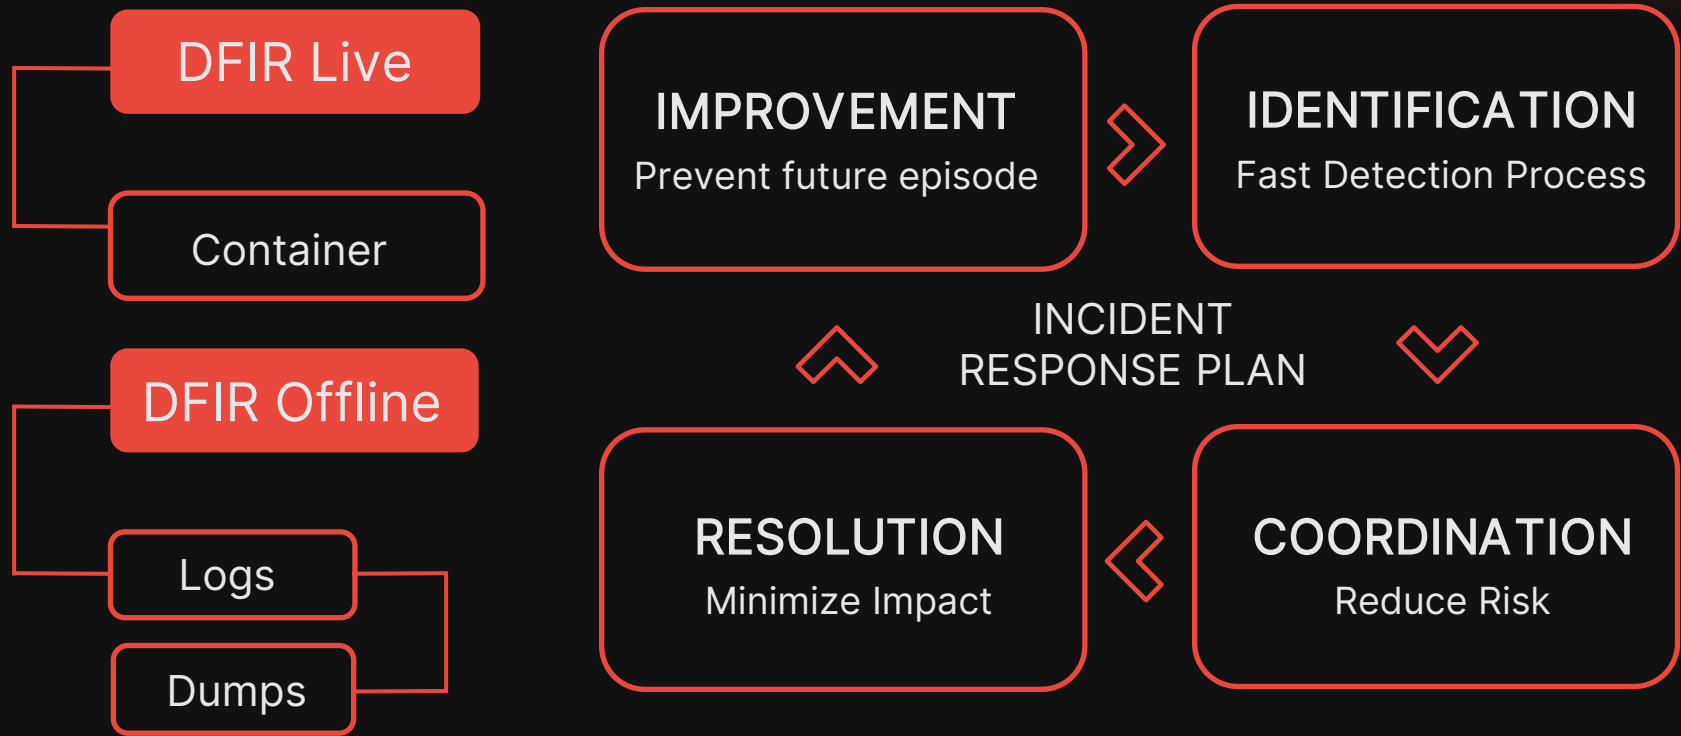 DFIR Live
Container
DFIR Offline
Logs
Dumps
IMPROVEMENT
Prevent future episode
IDENTIFICATION
Fast Detection Process
INCIDENT
RESPONSE PLAN
RESOLUTION
Minimize Impact
COORDINATION
Reduce Risk